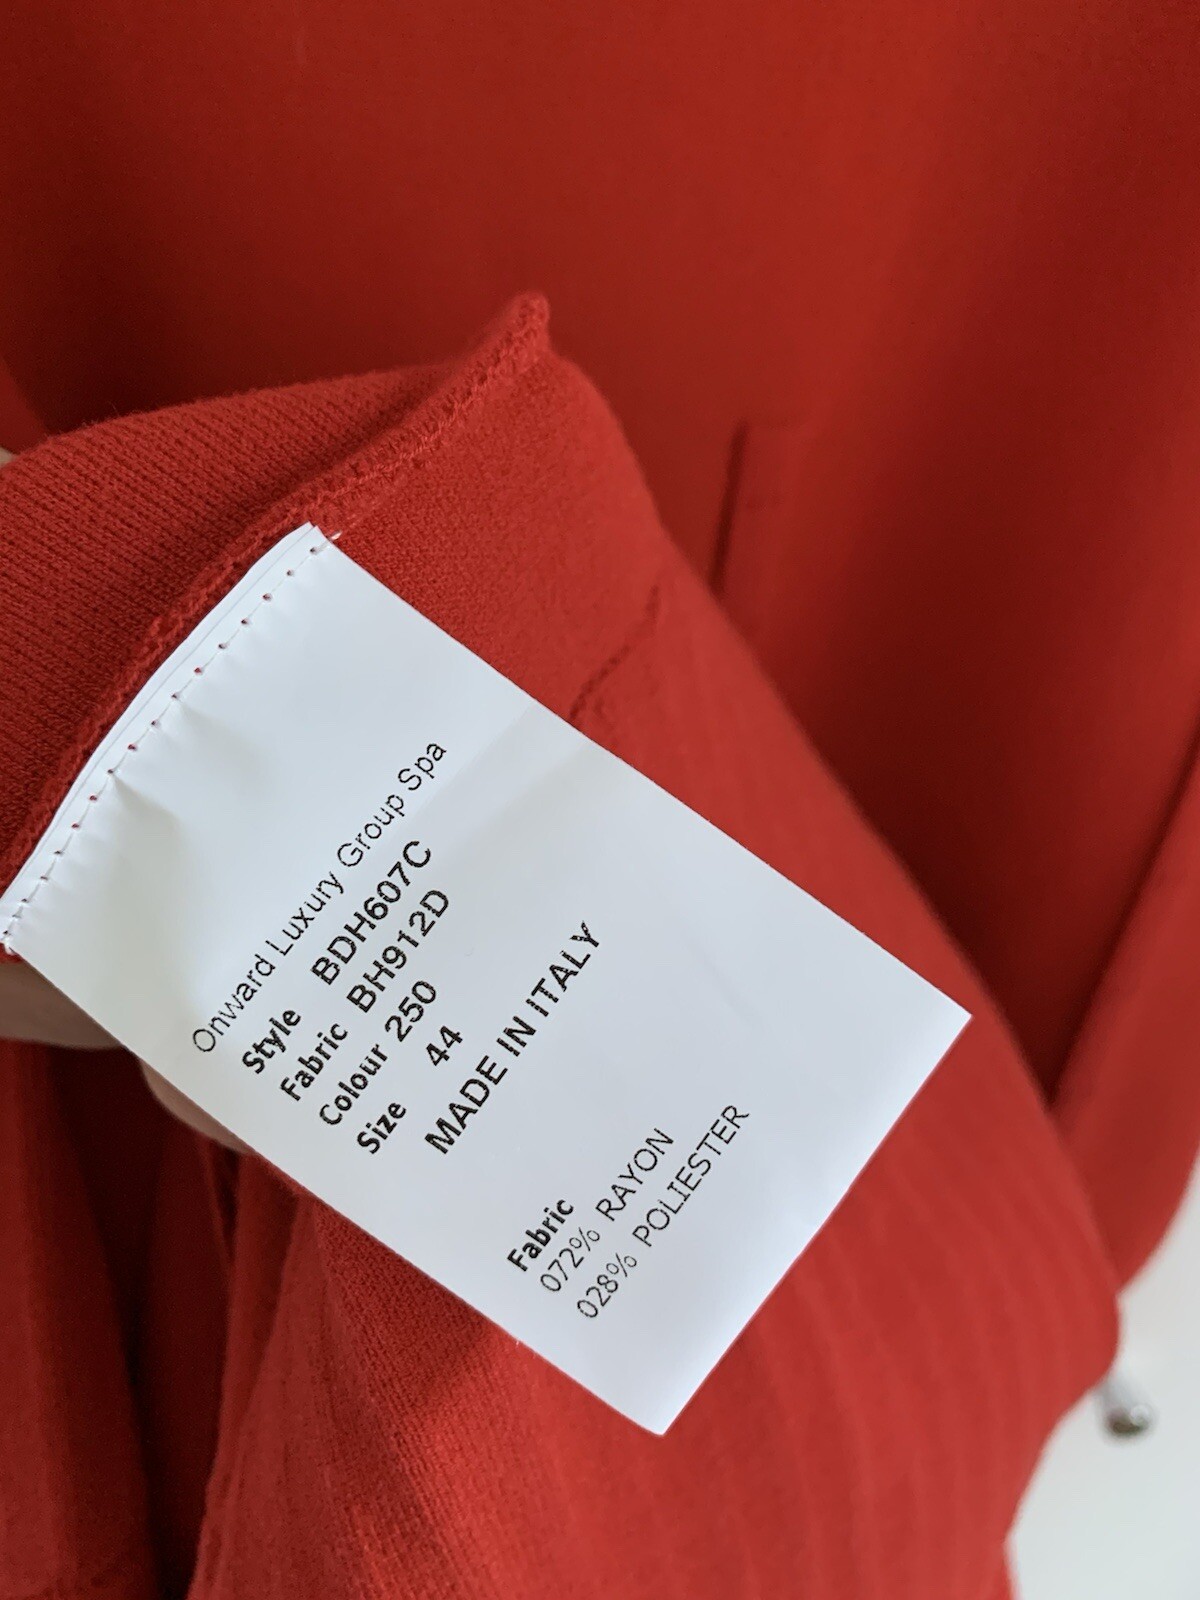 Onward Luxury Group Spa
Style BDH607C
Fabric BH912D
Colour 250
Size 44
MADE IN ITALY
Fabric
072% RAYON
028% POLIESTER